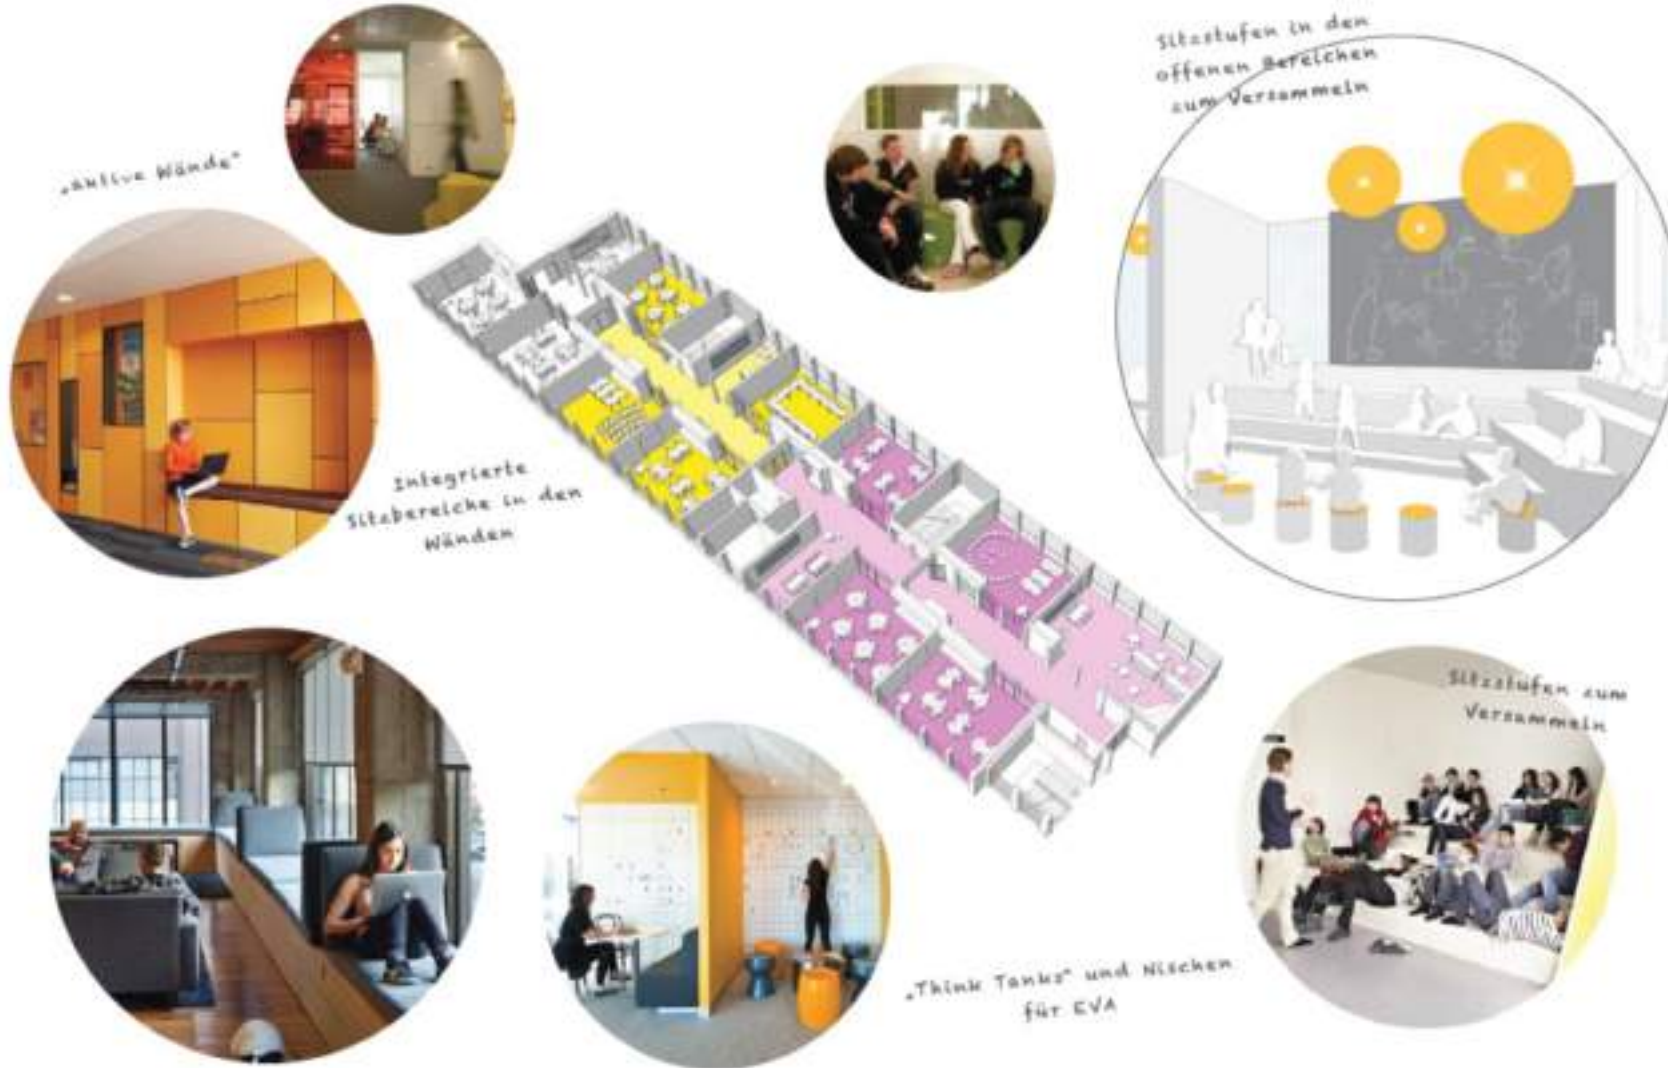 Sitzstufen in den
offenen Bereichen
zum Versammeln
„aktive Wände“
Integrierte
Sitzbereiche in den
Wänden
Sitzstufen zum
Versammeln
„Think Tanks“ und Nischen
für EVA